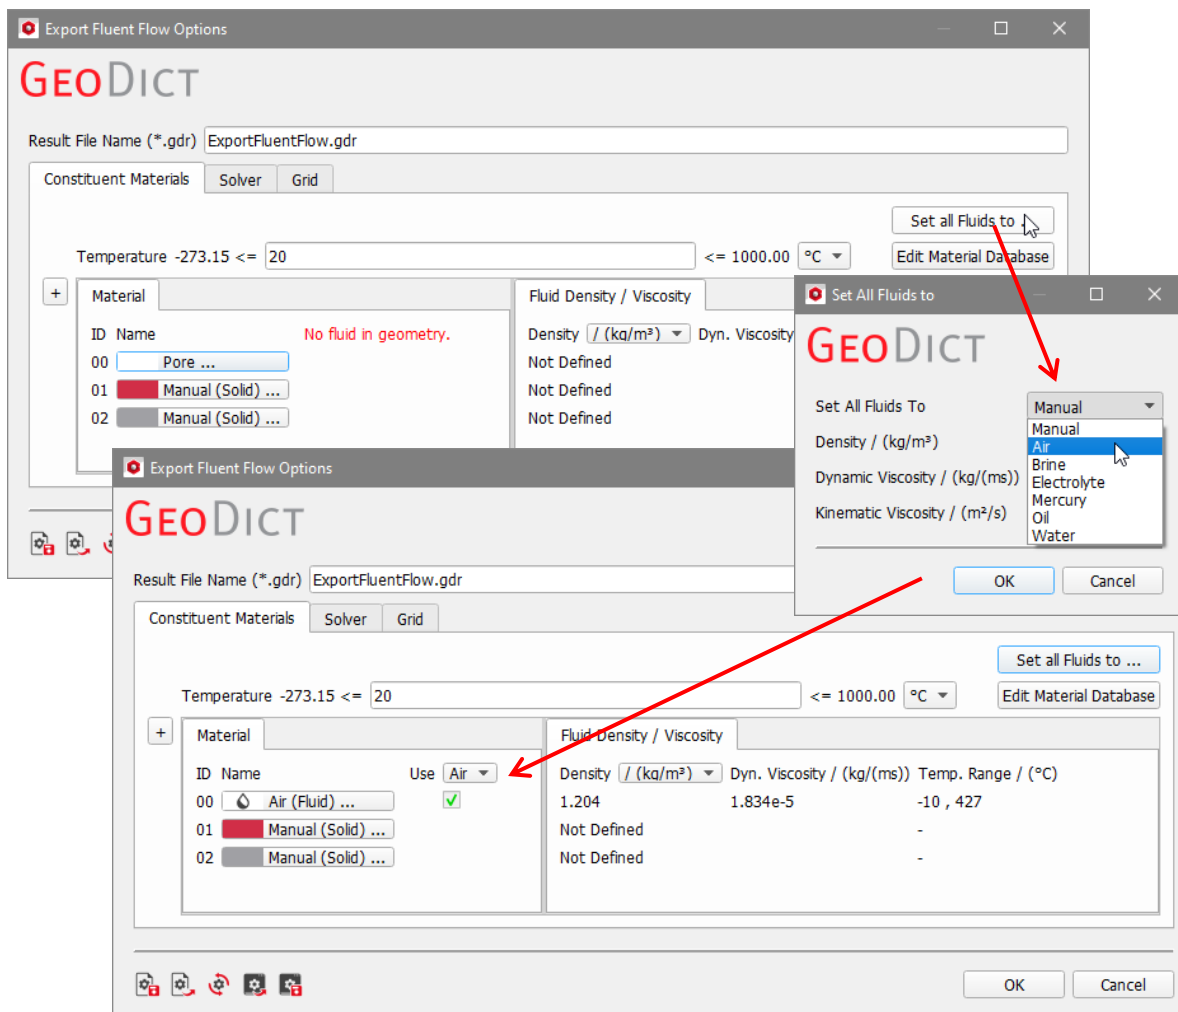 Export Fluent Flow Options
GEODICT
Result File Name (*.gdr) ExportFluentFlow.gdr
Constituent Materials Solver Grid
Set all Fluids to
Temperature -273.15 <= 20 <= 1000.00 °C Edit Material Database
+ Material Fluid Density / Viscosity
ID Name No fluid in geometry. Density / (kg/m³) Dyn. Viscosity
00 Pore ... Not Defined
01 Manual (Solid) ... Not Defined
02 Manual (Solid) ... Not Defined
Set All Fluids to
GEODICT
Set All Fluids To Manual
Manual
Density / (kg/m³) Air
Brine
Dynamic Viscosity / (kg/(ms)) Electrolyte
Mercury
Kinematic Viscosity / (m²/s) Oil
Water
OK Cancel
Export Fluent Flow Options
GEODICT
Result File Name (*.gdr) ExportFluentFlow.gdr
Constituent Materials Solver Grid
Set all Fluids to ...
Temperature -273.15 <= 20 <= 1000.00 °C Edit Material Database
+ Material Fluid Density / Viscosity
ID Name Use Air Density / (kg/m³) Dyn. Viscosity / (kg/(ms)) Temp. Range / (°C)
00 Air (Fluid) ... 1.204 1.834e-5 -10 , 427
01 Manual (Solid) ... Not Defined -
02 Manual (Solid) ... Not Defined -
OK Cancel